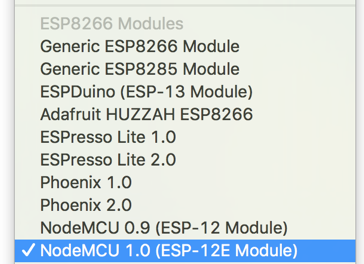 ESP8266 Modules
Generic ESP8266 Module
Generic ESP8285 Module
ESPDuino (ESP-13 Module)
Adafruit HUZZAH ESP8266
ESPresso Lite 1.0
ESPresso Lite 2.0
Phoenix 1.0
Phoenix 2.0
NodeMCU 0.9 (ESP-12 Module)
✓ NodeMCU 1.0 (ESP-12E Module)